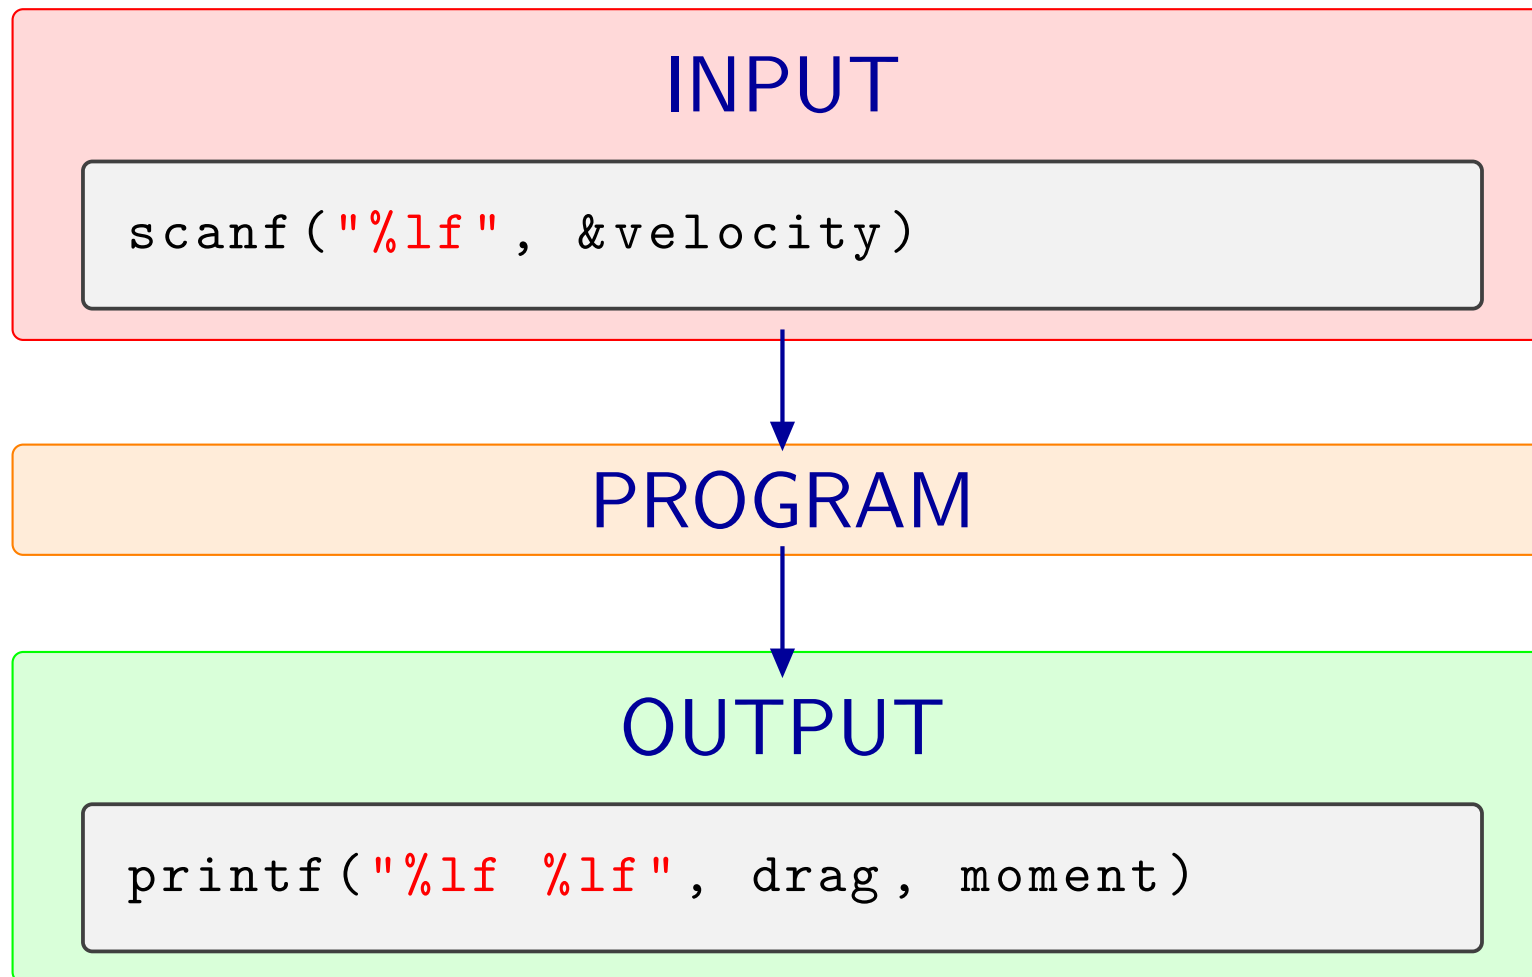 INPUT
scanf("%lf", &velocity)
PROGRAM
OUTPUT
printf("%lf %lf", drag, moment)